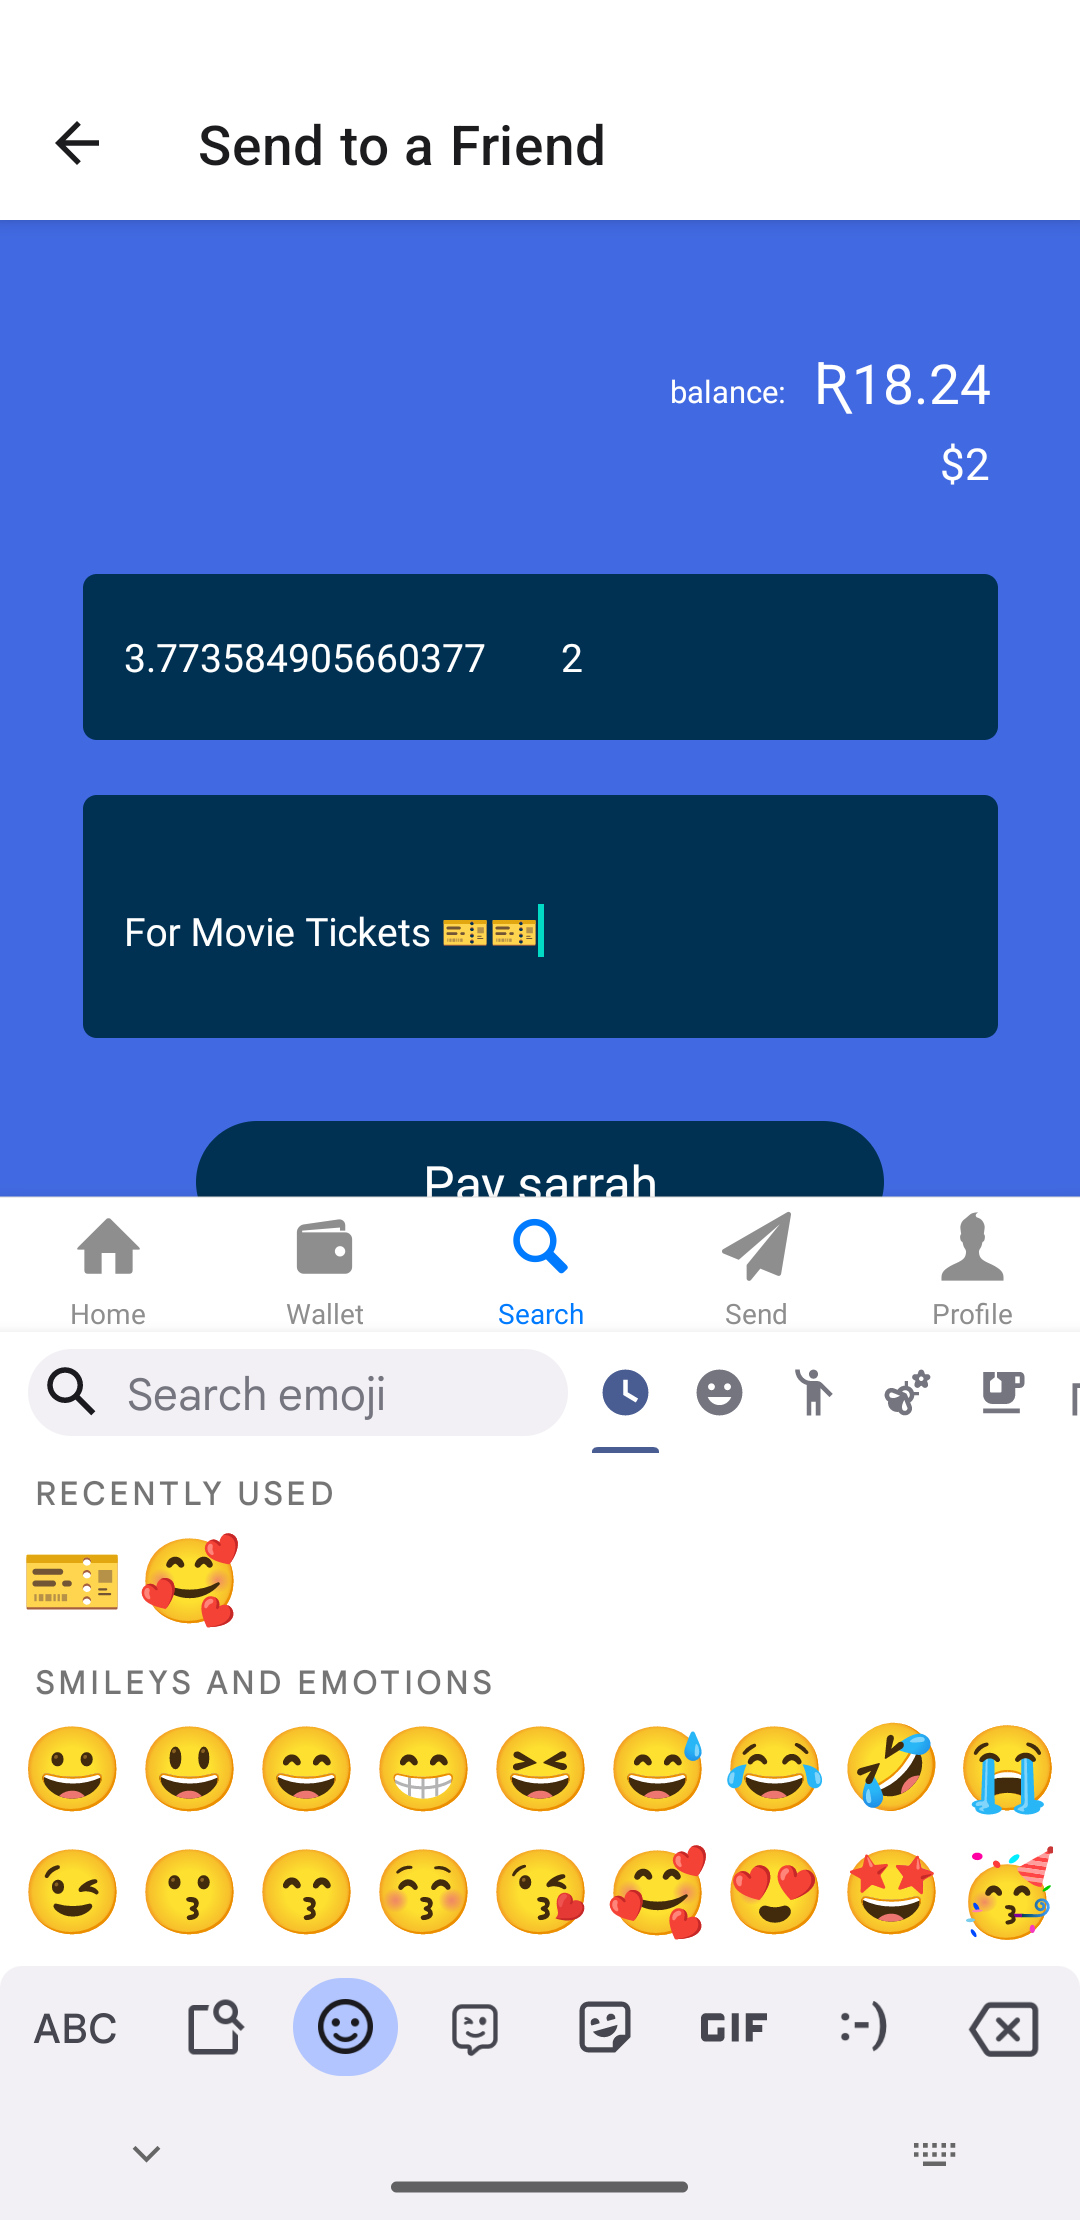 Send to a Friend
balance: Ɽ18.24
$2
3.773584905660377 2
For Movie Tickets 🎫🎫
Pay sarrah
Home Wallet Search Send Profile
Search emoji
RECENTLY USED
SMILEYS AND EMOTIONS
ABC GIF :-)